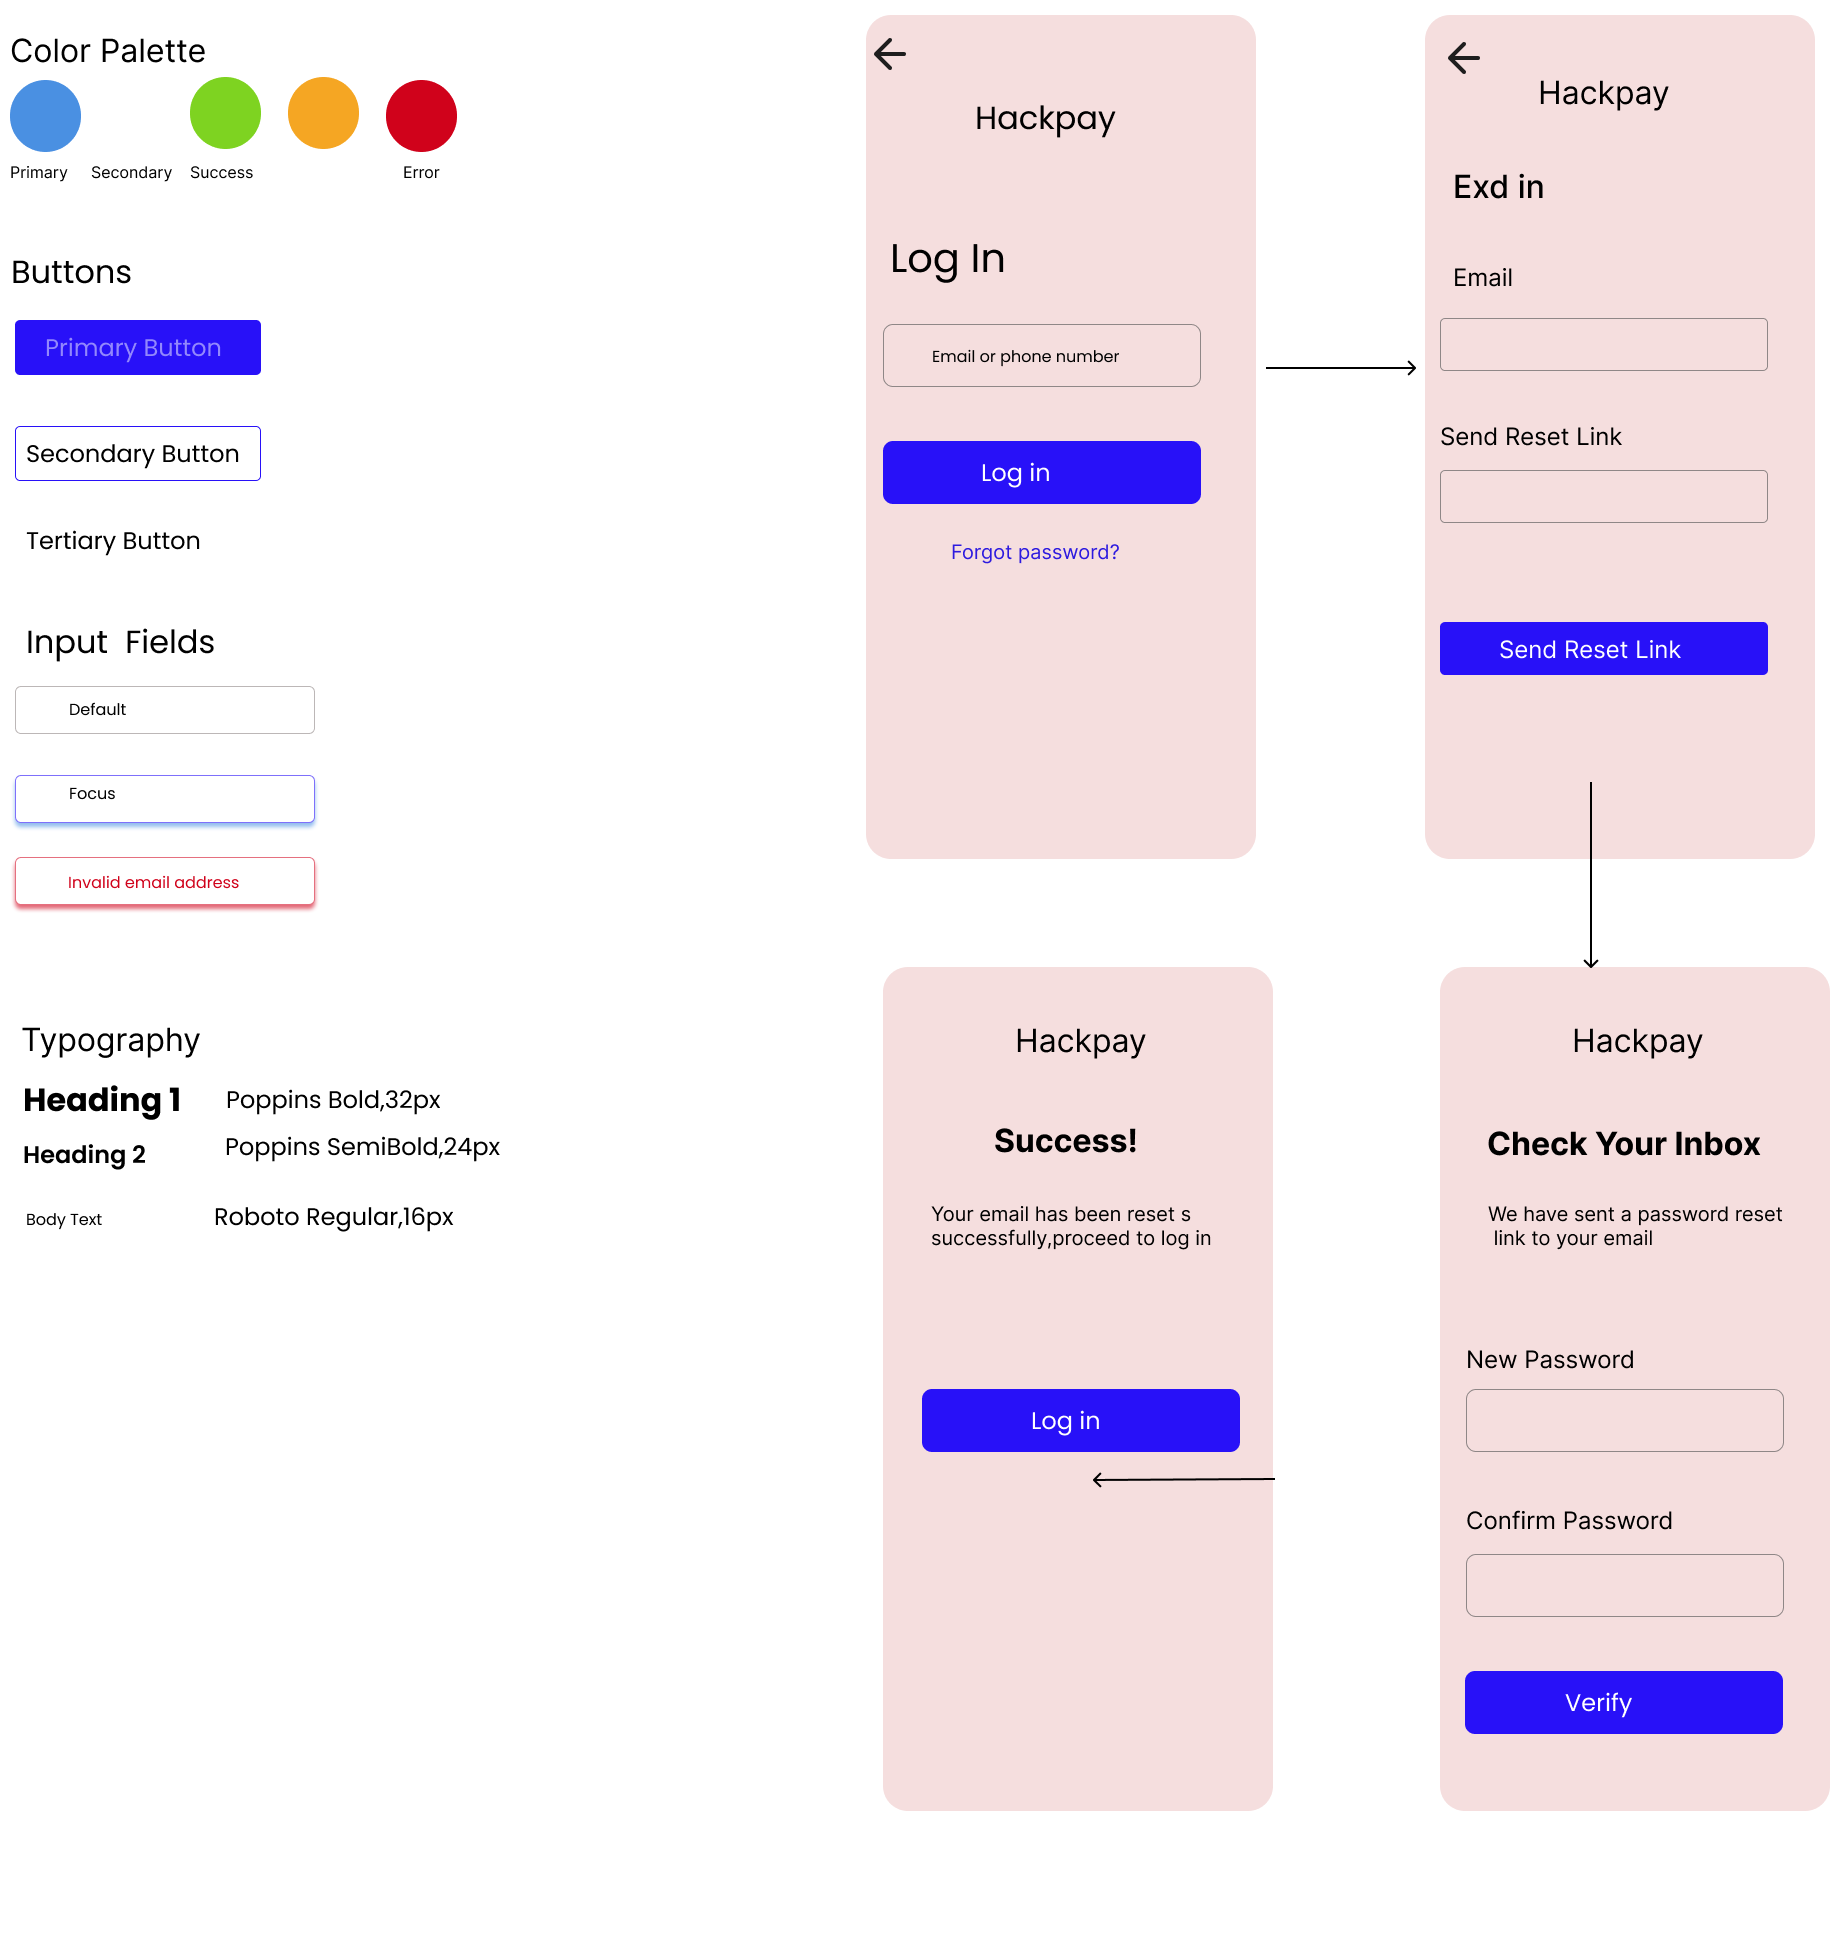 Color Palette
Primary
Secondary
Success
Error
Buttons
Primary Button
Secondary Button
Tertiary Button
Input  Fields
Default
Focus
Invalid email address
Typography
Heading 1
Poppins Bold,32px
Heading 2
Poppins SemiBold,24px
Body Text
Roboto Regular,16px
Hackpay
Log In
Email or phone number
Log in
Forgot password?
Hackpay
Exd in
Email
Send Reset Link
Send Reset Link
Hackpay
Success!
Your email has been reset s
successfully,proceed to log in
Log in
Hackpay
Check Your Inbox
We have sent a password reset
link to your email
New Password
Confirm Password
Verify